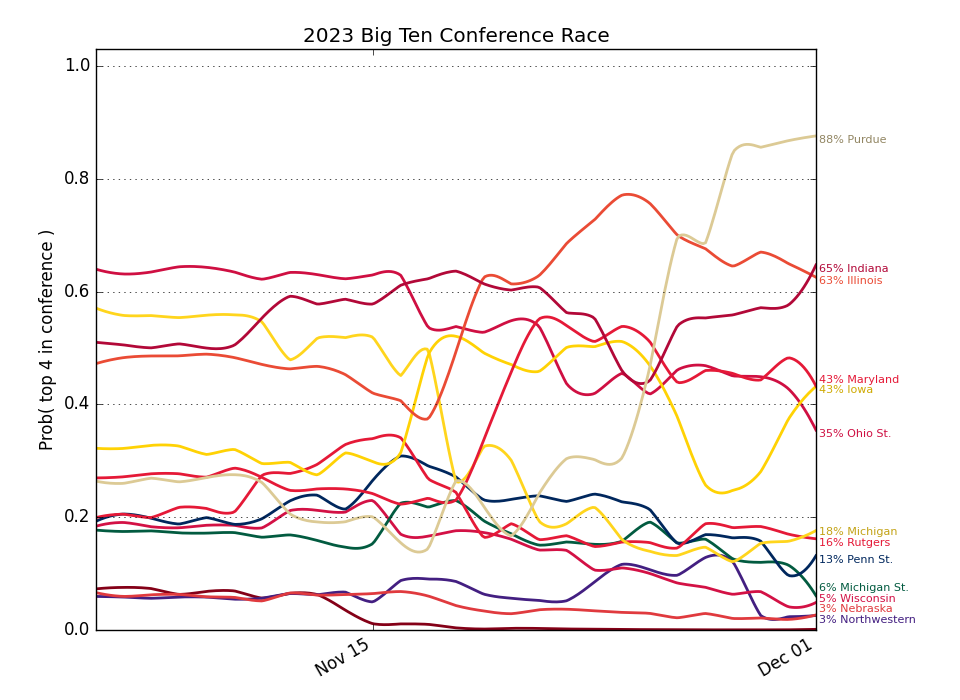 2023 Big Ten Conference Race
Prob( top 4 in conference )
1.0
0.8
0.6
0.4
0.2
0.0
Nov 15
Dec 01
88% Purdue
65% Indiana
63% Illinois
43% Maryland
43% Iowa
35% Ohio St.
18% Michigan
16% Rutgers
13% Penn St.
6% Michigan St.
5% Wisconsin
3% Nebraska
3% Northwestern